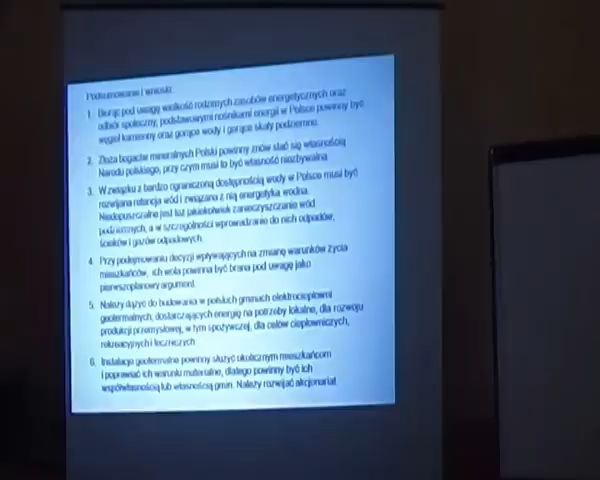 Podsumowanie i wnioski:
1. Biorąc pod uwagę wielkość rodzimych zasobów energetycznych oraz
odbiór społeczny, podstawowymi nośnikami energii w Polsce powinny być
węgiel kamienny oraz gorące wody i gorące skały podziemne.
2. Złoża bogactw mineralnych Polski powinny znów stać się własnością
Narodu polskiego, przy czym musi to być własność niezbywalna.
3. W związku z bardzo ograniczoną dostępnością wody w Polsce musi być
rozwijana retencja wód i związana z nią energetyka wodna.
Niedopuszczalne jest też jakiekolwiek zanieczyszczanie wód
podziemnych, a w szczególności wprowadzanie do nich odpadów,
ścieków i gazów odpadowych.
4. Przy podejmowaniu decyzji wpływających na zmianę warunków życia
mieszkańców, ich wola powinna być brana pod uwagę jako
pierwszoplanowy argument.
5. Należy dążyć do budowania w polskich gminach elektrociepłowni
geotermalnych, dostarczających energię na potrzeby lokalne, dla rozwoju
produkcji przemysłowej, w tym spożywczej, dla celów ciepłowniczych,
rekreacyjnych i leczniczych.
6. Instalacje geotermalne powinny służyć okolicznym mieszkańcom
i poprawiać ich warunki materialne, dlatego powinny być ich
współwłasnością lub własnością gmin. Należy rozwijać akcjonariat